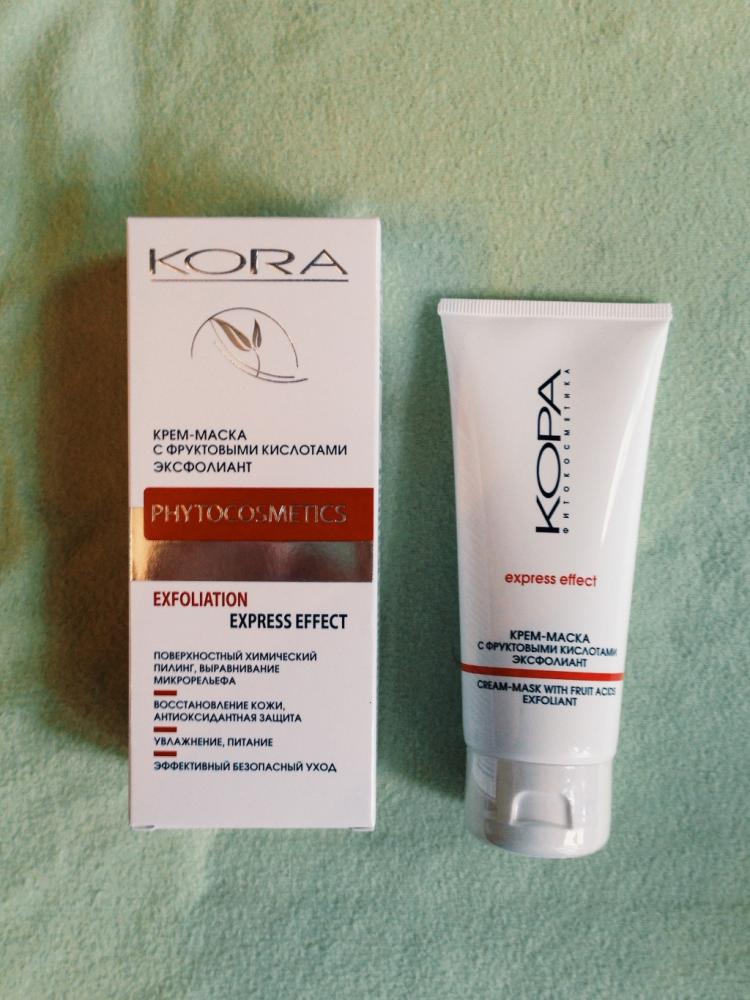 KORA
КРЕМ-МАСКА
С ФРУКТОВЫМИ КИСЛОТАМИ
ЭКСФОЛИАНТ
PHYTOCOSMETICS
EXFOLIATION
EXPRESS EFFECT
ПОВЕРХНОСТНЫЙ ХИМИЧЕСКИЙ
ПИЛИНГ, ВЫРАВНИВАНИЕ
МИКРОРЕЛЬЕФА
ВОССТАНОВЛЕНИЕ КОЖИ,
АНТИОКСИДАНТНАЯ ЗАЩИТА
УВЛАЖНЕНИЕ, ПИТАНИЕ
ЭФФЕКТИВНЫЙ БЕЗОПАСНЫЙ УХОД
КОРА
ФИТОКОСМЕТИКА
express effect
КРЕМ-МАСКА
С ФРУКТОВЫМИ КИСЛОТАМИ
ЭКСФОЛИАНТ
CREAM-MASK WITH FRUIT ACIDS
EXFOLIANT